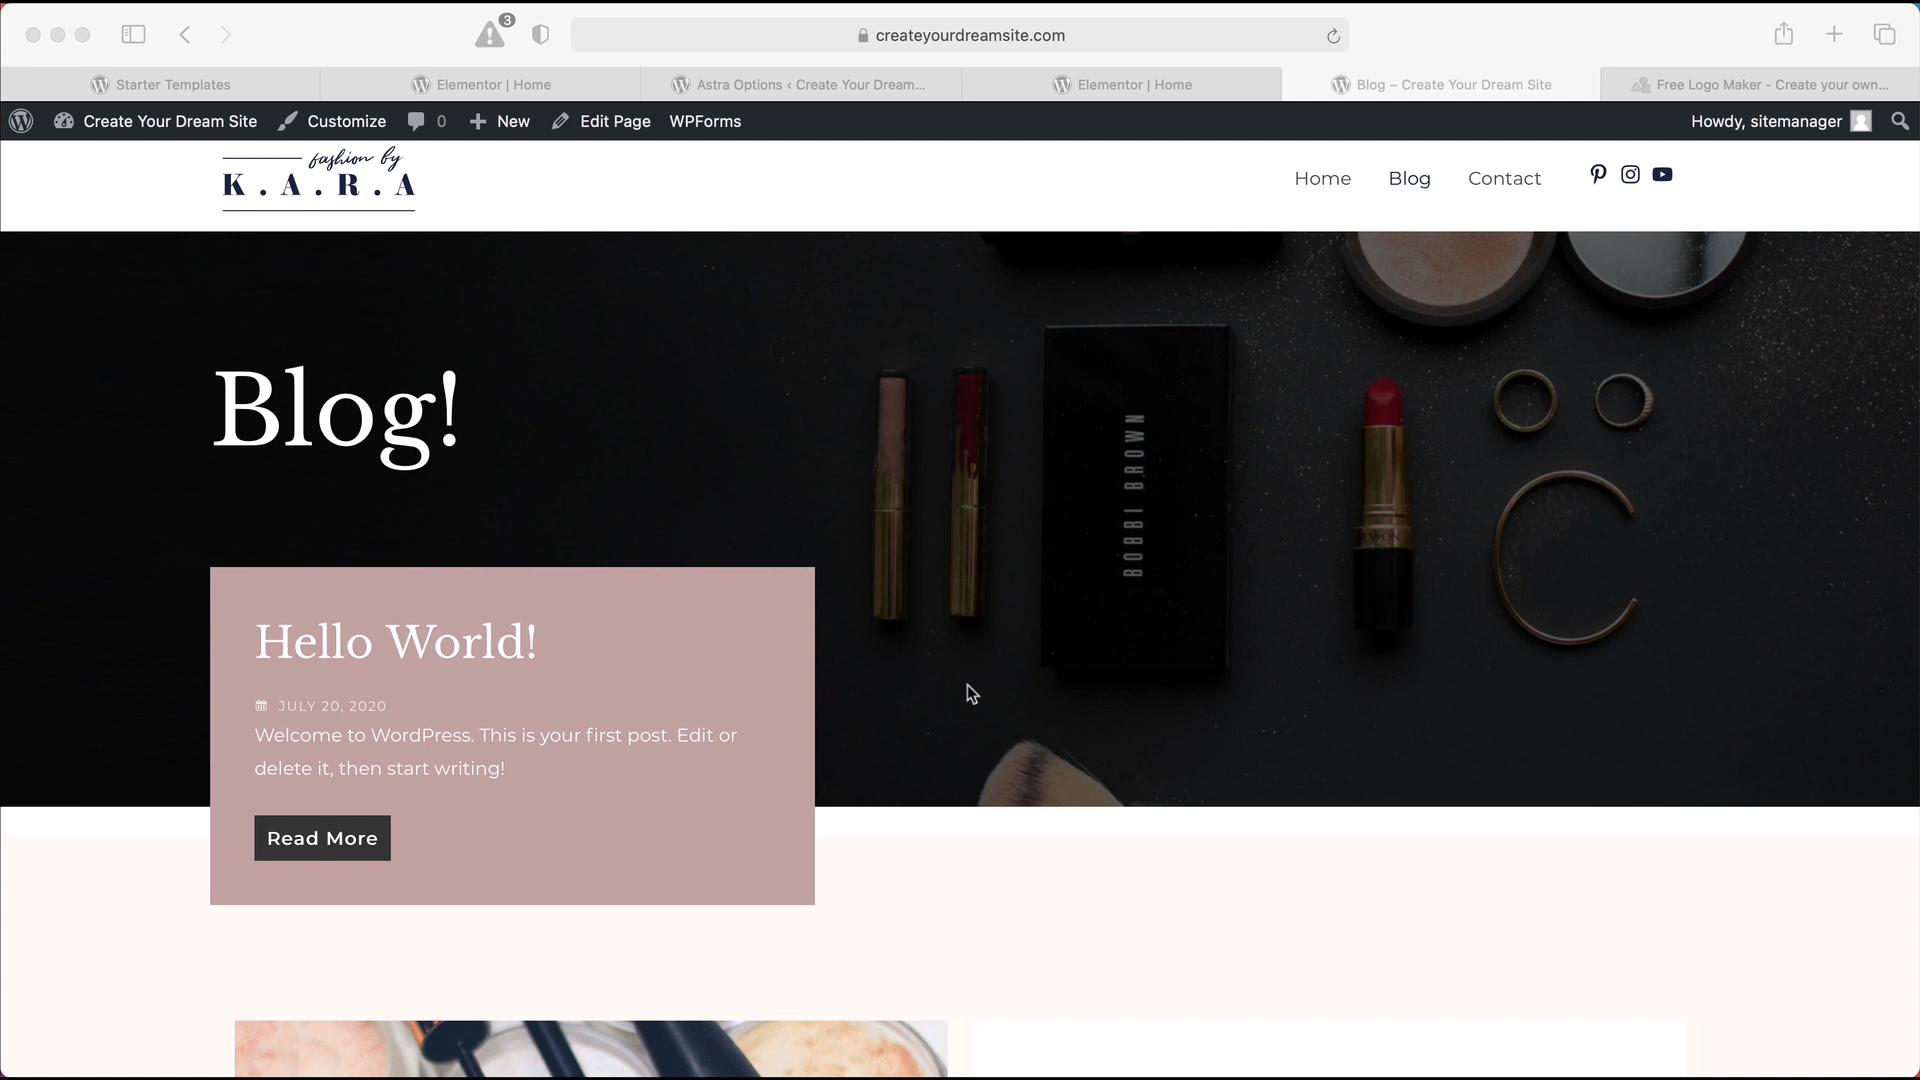 3
createyourdreamsite.com
Starter Templates
Elementor | Home
Astra Options ‹ Create Your Dream...
Elementor | Home
Blog – Create Your Dream Site
Free Logo Maker - Create your own...
Create Your Dream Site
Customize
0
New
Edit Page
WPForms
Howdy, sitemanager
fashion by
K . A . R . A
Home
Blog
Contact
Blog!
BOBBI BROWN
REVLON
Hello World!
JULY 20, 2020
Welcome to WordPress. This is your first post. Edit or
delete it, then start writing!
Read More